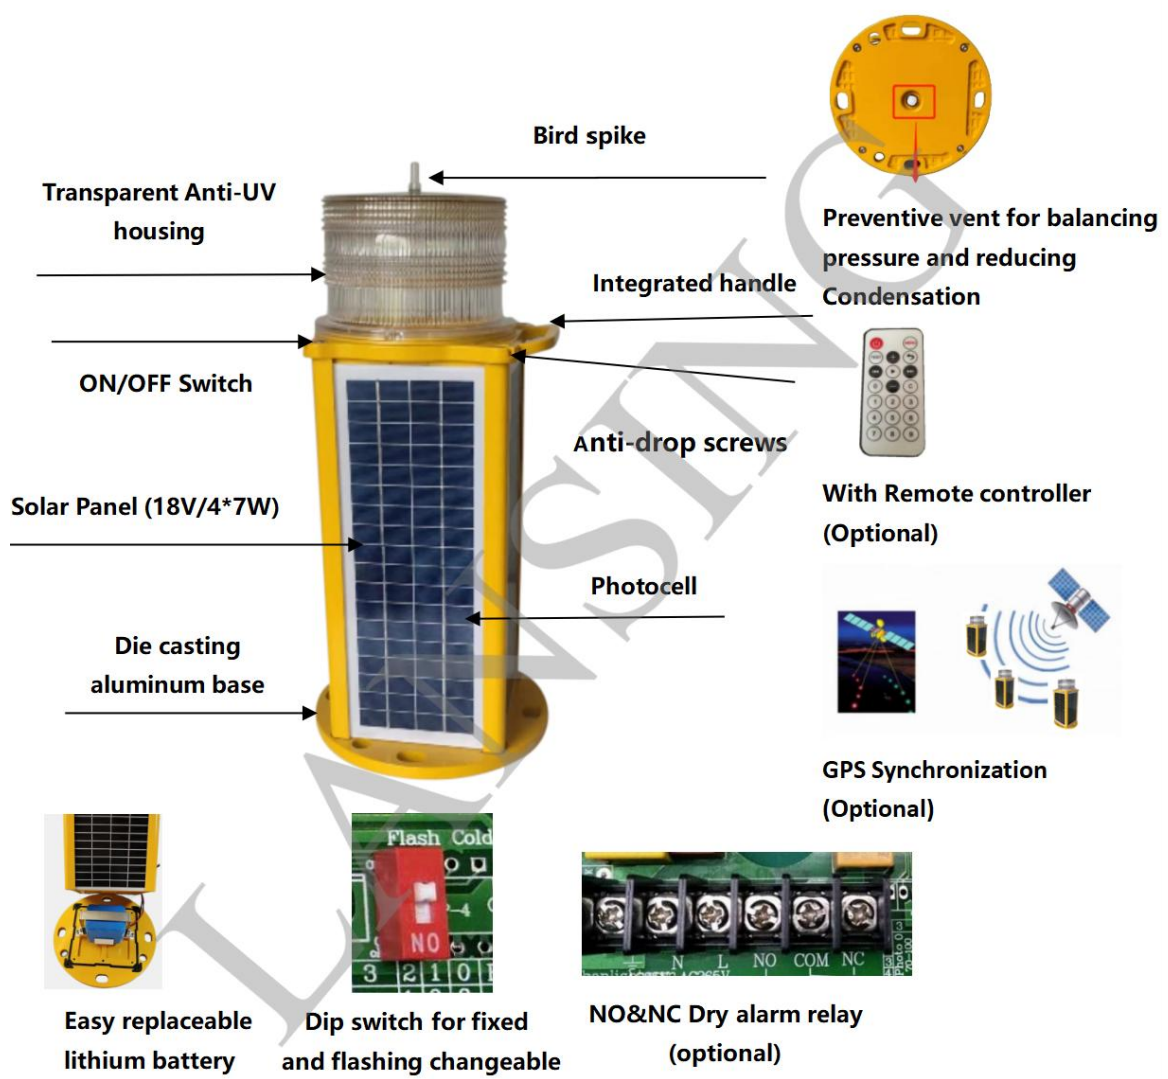 Bird spike
Transparent Anti-UV
housing
Preventive vent for balancing
pressure and reducing
Condensation
Integrated handle
ON/OFF Switch
Anti-drop screws
With Remote controller
(Optional)
Solar Panel (18V/4*7W)
Photocell
Die casting
aluminum base
GPS Synchronization
(Optional)
Flash Cold
NO
3 2 1 0
N L NO COM NC
Easy replaceable
lithium battery
Dip switch for fixed
and flashing changeable
NO&NC Dry alarm relay
(optional)
LANSING